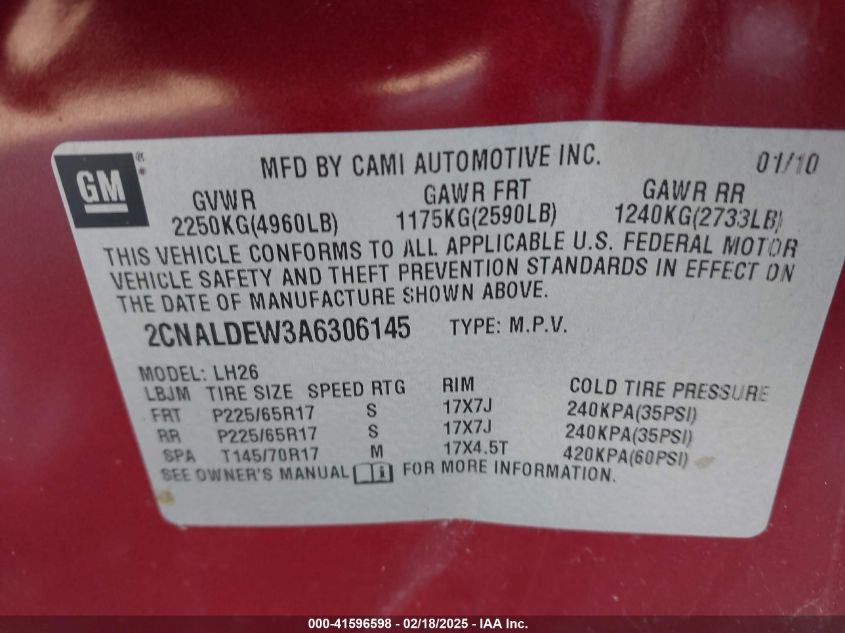 GM
MFD BY CAMI AUTOMOTIVE INC. 01/10
GVWR GAWR FRT GAWR RR
2250KG(4960LB) 1175KG(2590LB) 1240KG(2733LB)
THIS VEHICLE CONFORMS TO ALL APPLICABLE U.S. FEDERAL MOTOR
VEHICLE SAFETY AND THEFT PREVENTION STANDARDS IN EFFECT ON
THE DATE OF MANUFACTURE SHOWN ABOVE.
2CNALDEW3A6306145 TYPE: M.P.V.
MODEL: LH26
LBJM TIRE SIZE SPEED RTG RIM COLD TIRE PRESSURE
FRT P225/65R17 S 17X7J 240KPA(35PSI)
RR P225/65R17 S 17X7J 240KPA(35PSI)
SPA T145/70R17 M 17X4.5T 420KPA(60PSI)
SEE OWNER'S MANUAL FOR MORE INFORMATION.
000-41596598 - 02/18/2025 - IAA Inc.